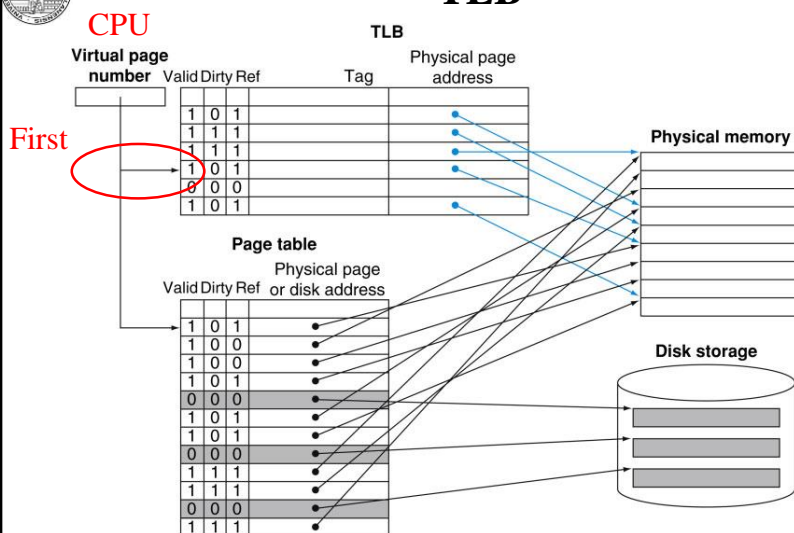 TLB
CPU
TLB
Virtual page
number
Valid Dirty Ref
Tag
Physical page
address
First
1 0 1
1 1 1
1 1 1
1 0 1
0 0 0
1 0 1
Physical memory
Page table
Physical page
Valid Dirty Ref or disk address
1 0 1
1 0 0
1 0 0
1 0 1
0 0 0
1 0 1
1 0 1
0 0 0
1 1 1
1 1 1
0 0 0
1 1 1
Disk storage